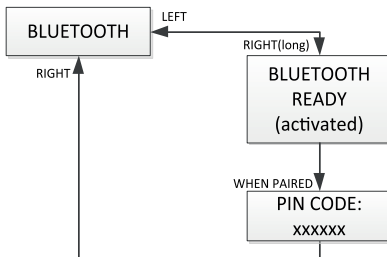 BLUETOOTH
LEFT
RIGHT(long)
RIGHT
BLUETOOTH
READY
(activated)
WHEN PAIRED
PIN CODE:
xxxxxx